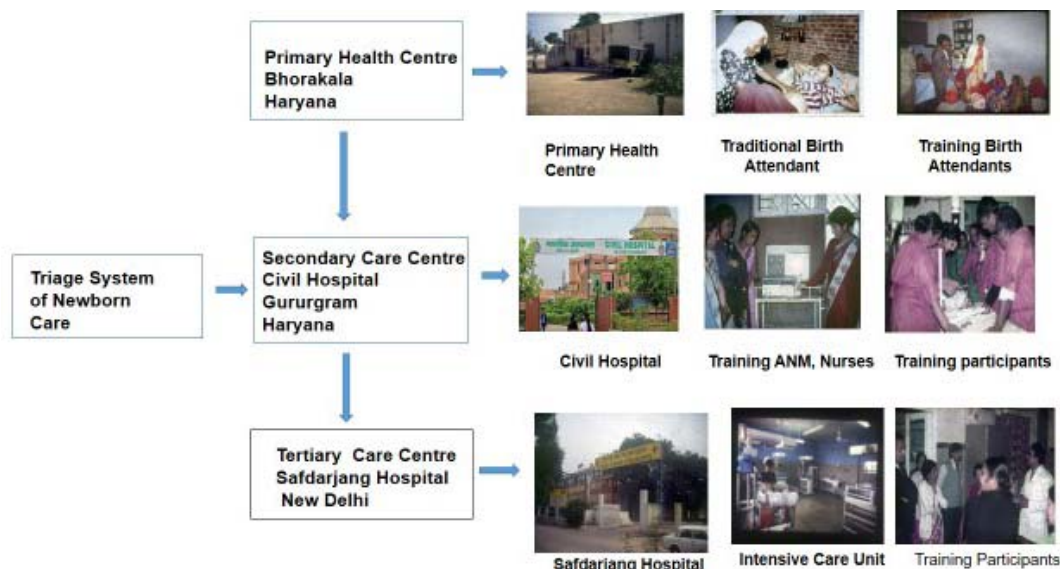 Primary Health Centre
Bhorakala
Haryana
Primary Health
Centre
Traditional Birth
Attendant
Training Birth
Attendants
Triage System
of Newborn
Care
Secondary Care Centre
Civil Hospital
Gururgram
Haryana
CIVIL HOSPITAL
Civil Hospital
Training ANM, Nurses
Training participants
Tertiary Care Centre
Safdarjang Hospital
New Delhi
Safdarjang Hospital
Intensive Care Unit
Training Participants